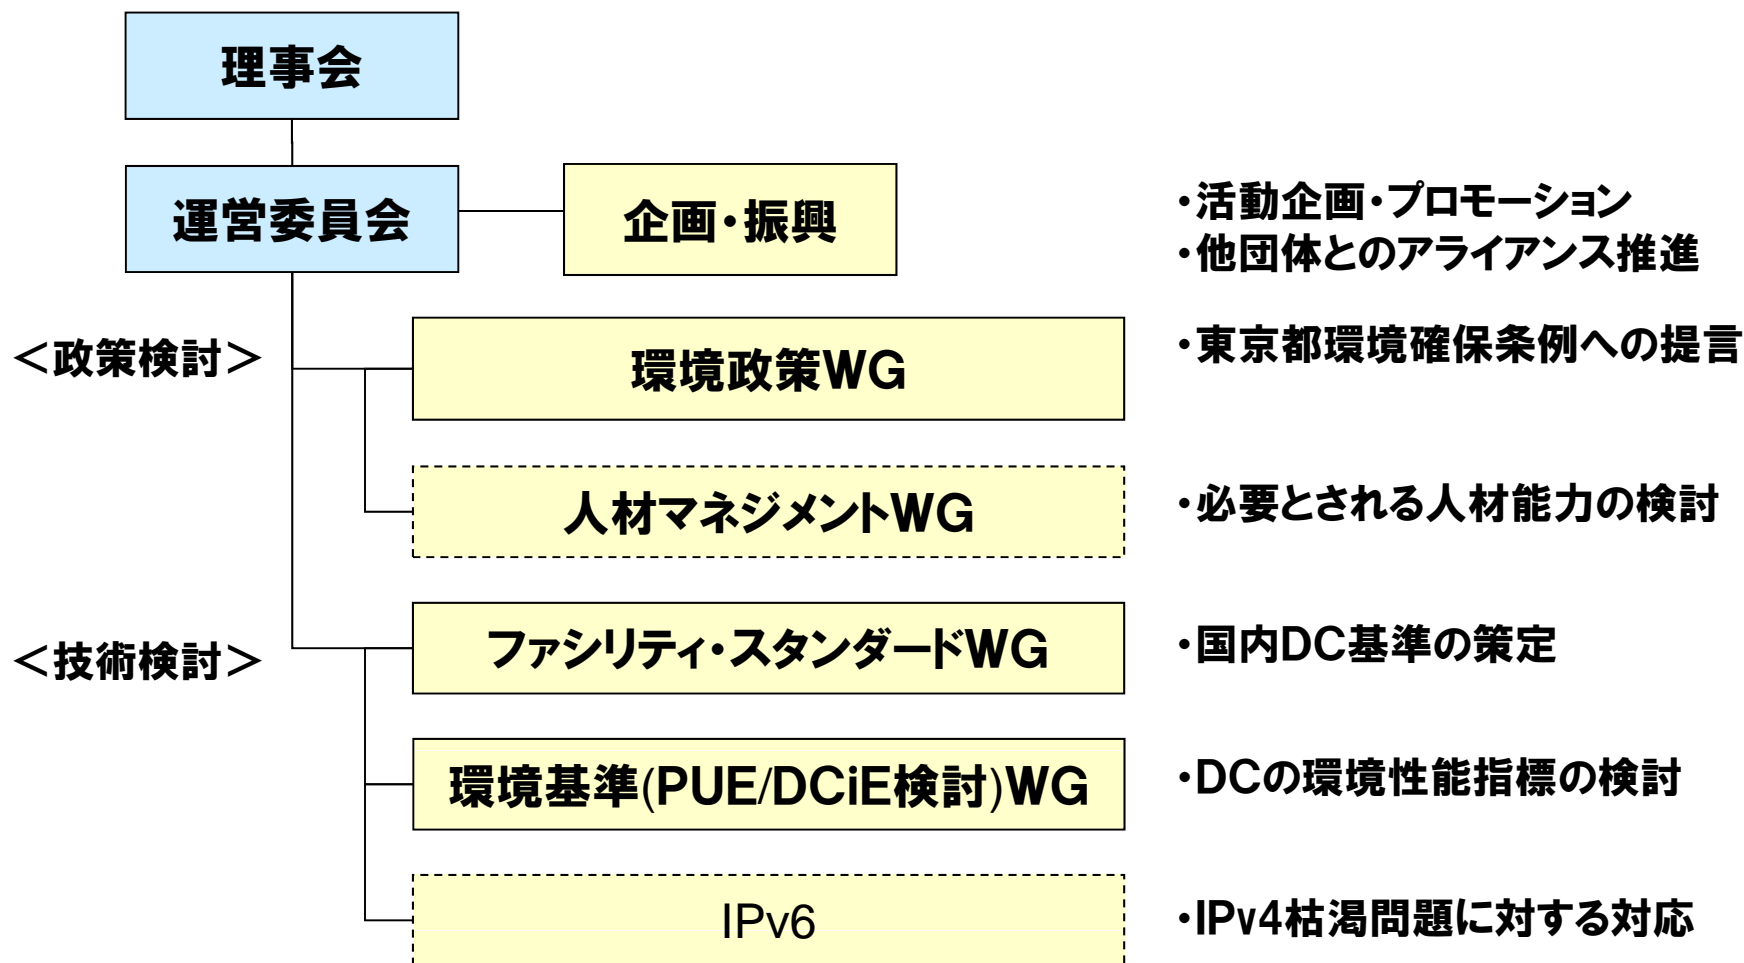 理事会
運営委員会
企画・振興
・活動企画・プロモーション
・他団体とのアライアンス推進
＜政策検討＞
環境政策WG
・東京都環境確保条例への提言
人材マネジメントWG
・必要とされる人材能力の検討
＜技術検討＞
ファシリティ・スタンダードWG
・国内DC基準の策定
環境基準(PUE/DCiE検討)WG
・DCの環境性能指標の検討
IPv6
・IPv4枯渇問題に対する対応